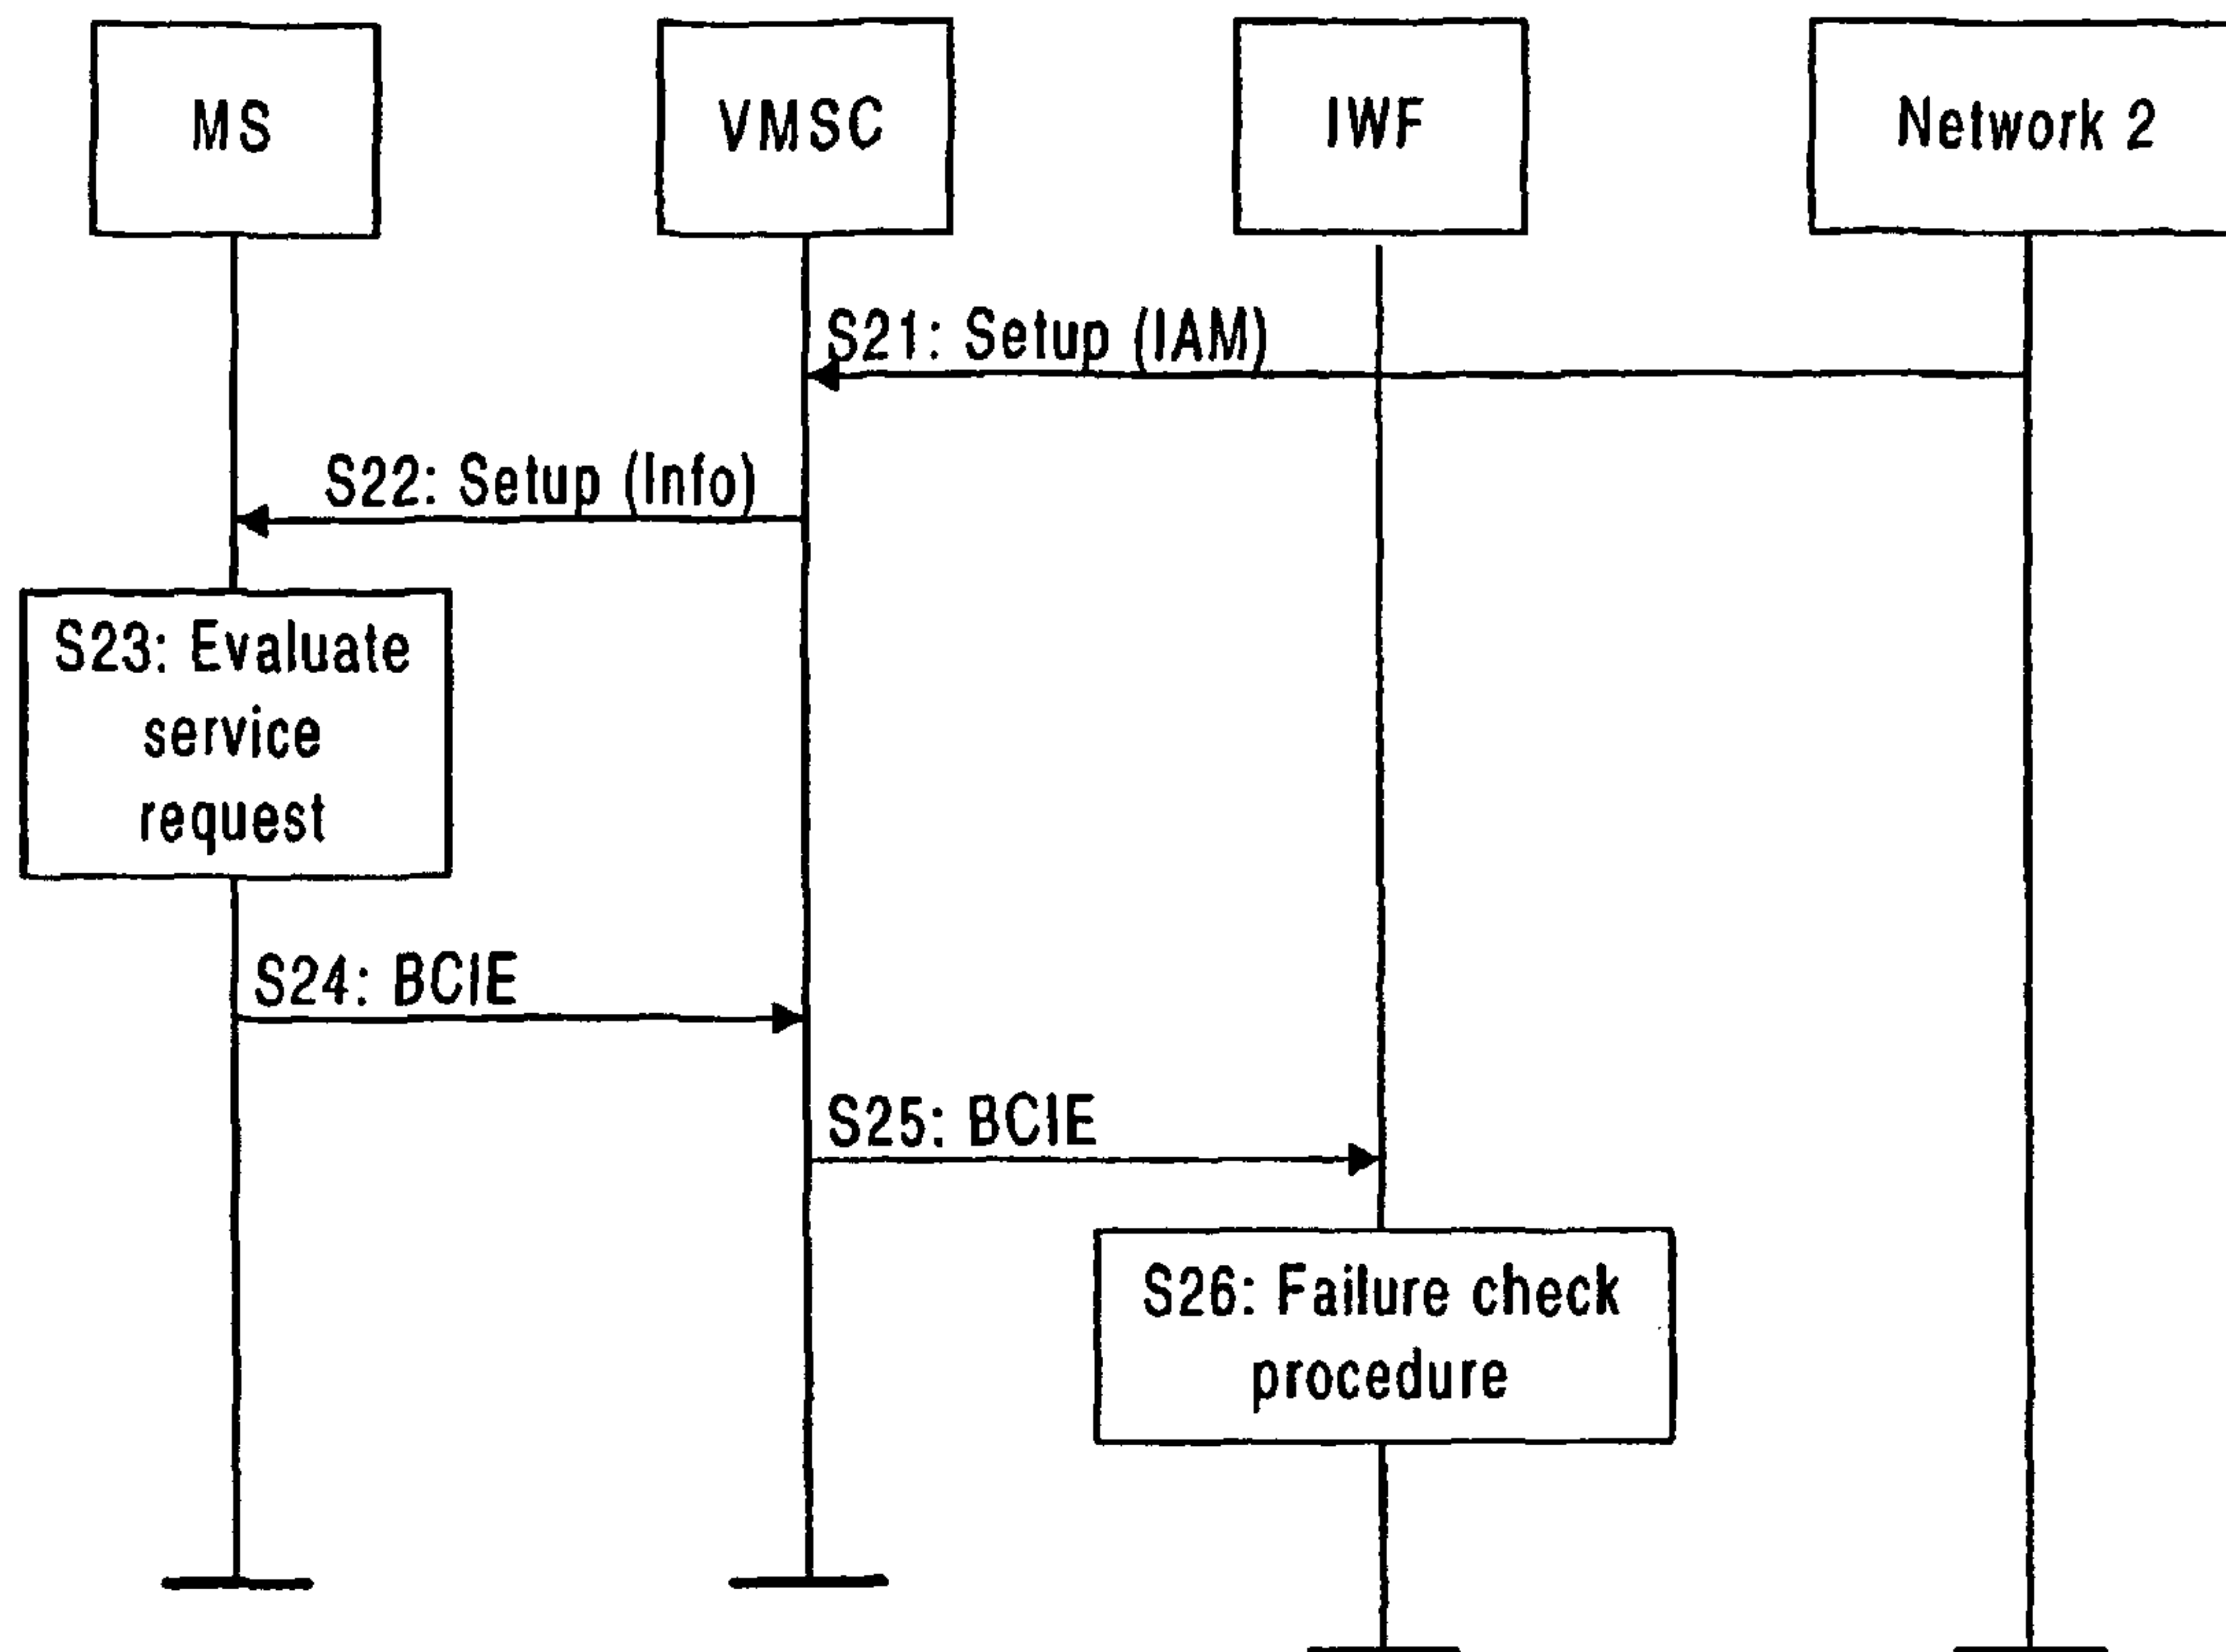 MS
VMSC
IWF
Network 2
S21: Setup (IAM)
S22: Setup (Info)
S23: Evaluate
service
request
S24: BCIE
S25: BCIE
S26: Failure check
procedure